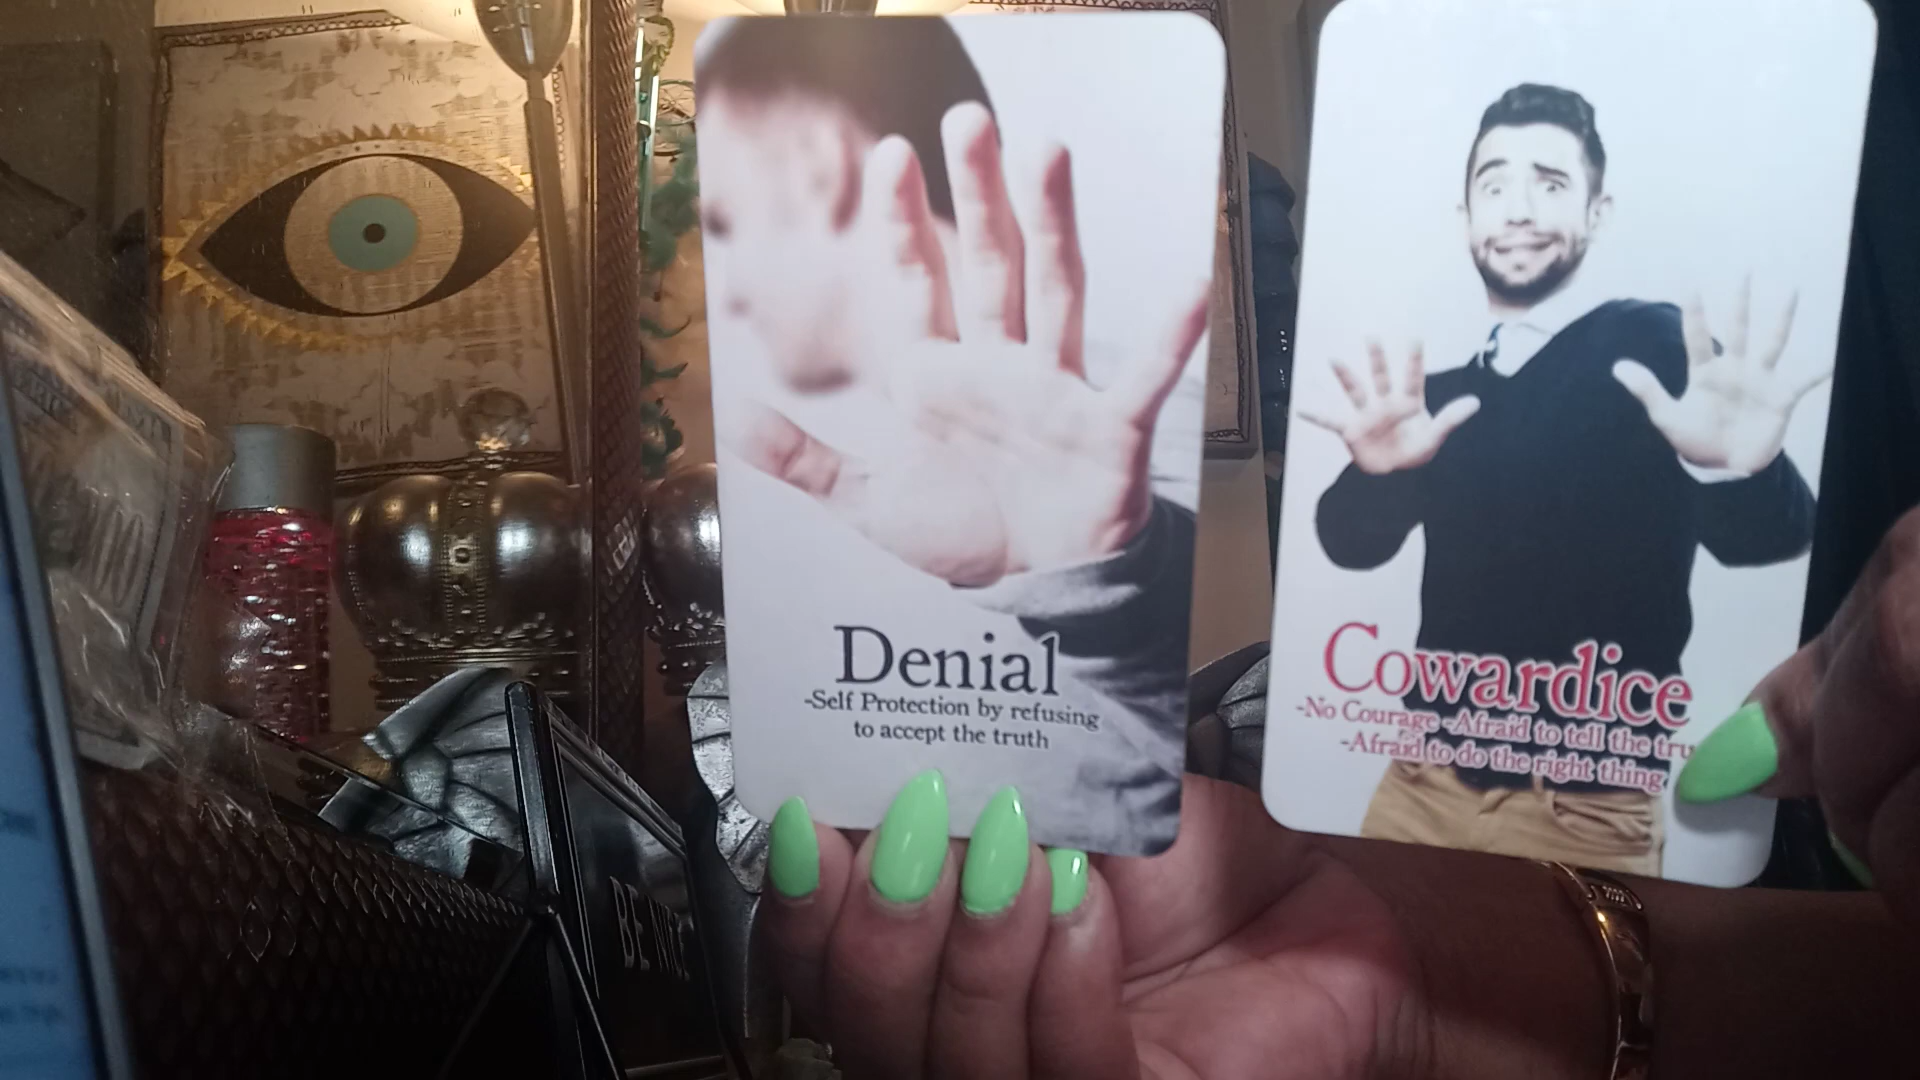 Denial
-Self Protection by refusing
to accept the truth
Cowardice
-No Courage -Afraid to tell the
-Afraid to do the right thing
BE